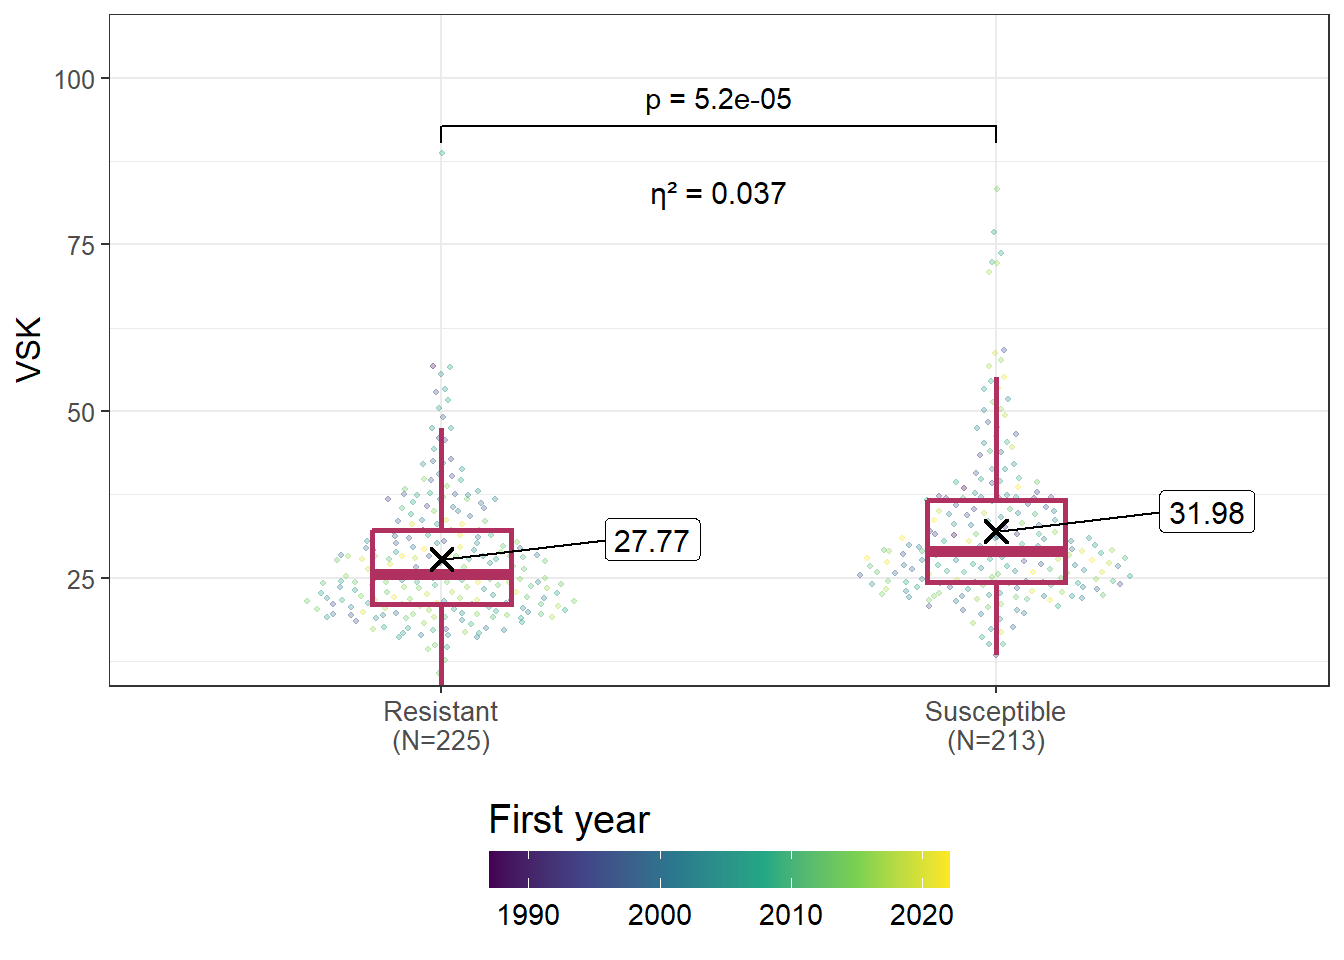 100
75
50
25
VSK
p = 5.2e-05
η² = 0.037
27.77
31.98
Resistant
(N=225)
Susceptible
(N=213)
First year
1990 2000 2010 2020